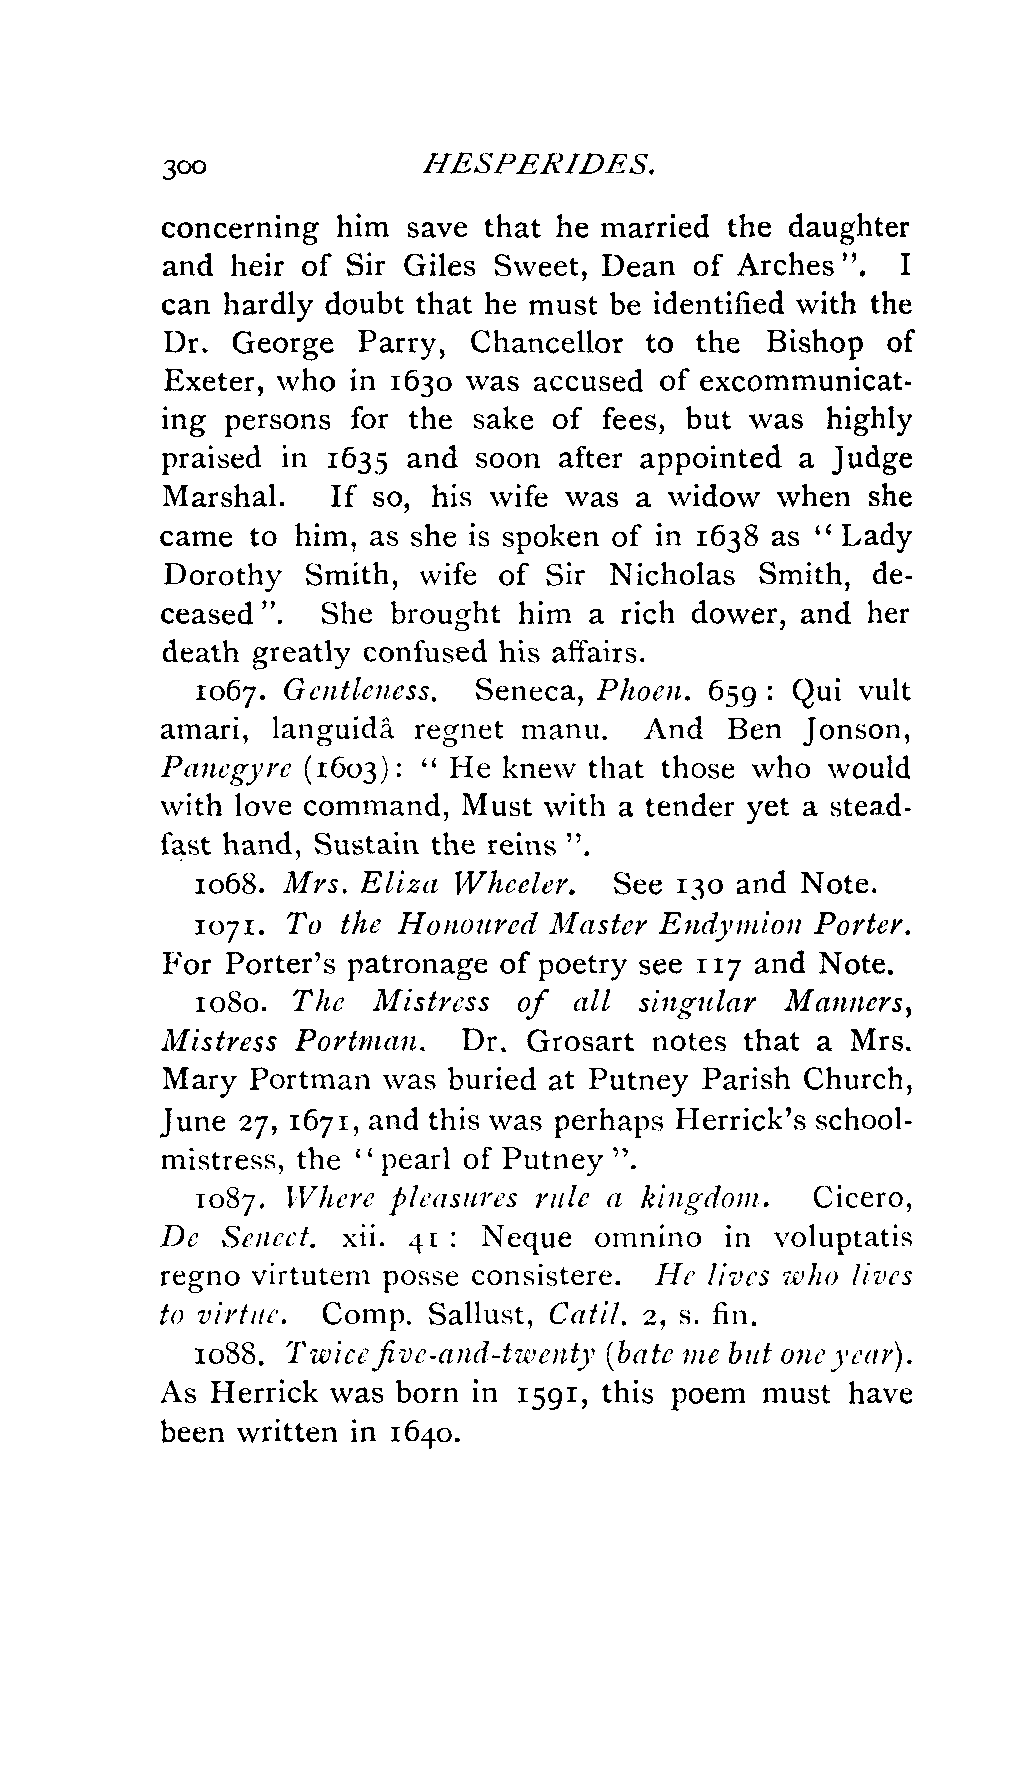 300 HESPERIDES.
concerning him save that he married the daughter
and heir of Sir Giles Sweet, Dean of Arches”. I
can hardly doubt that he must be identified with the
Dr. George Parry, Chancellor to the Bishop of
Exeter, who in 1630 was accused of excommunicat-
ing persons for the sake of fees, but was highly
praised in 1635 and soon after appointed a Judge
Marshal. If so, his wife was a widow when she
came to him, as she is spoken of in 1638 as “Lady
Dorothy Smith, wife of Sir Nicholas Smith, de-
ceased”. She brought him a rich dower, and her
death greatly confused his affairs.
1067. Gentleness. Seneca, Phoen. 659 : Qui vult
amari, languidâ regnet manu. And Ben Jonson,
Panegyre (1603): “ He knew that those who would
with love command, Must with a tender yet a stead-
fast hand, Sustain the reins ”.
1068. Mrs. Eliza Wheeler. See 130 and Note.
1071. To the Honoured Master Endymion Porter.
For Porter’s patronage of poetry see 117 and Note.
1080. The Mistress of all singular Manners,
Mistress Portman. Dr. Grosart notes that a Mrs.
Mary Portman was buried at Putney Parish Church,
June 27, 1671, and this was perhaps Herrick’s school-
mistress, the “pearl of Putney ”.
1087. Where pleasures rule a kingdom. Cicero,
De Senect. xii. 41 : Neque omnino in voluptatis
regno virtutem posse consistere. He lives who lives
to virtue. Comp. Sallust, Catil. 2, s. fin.
1088. Twice five-and-twenty (bate me but one year).
As Herrick was born in 1591, this poem must have
been written in 1640.